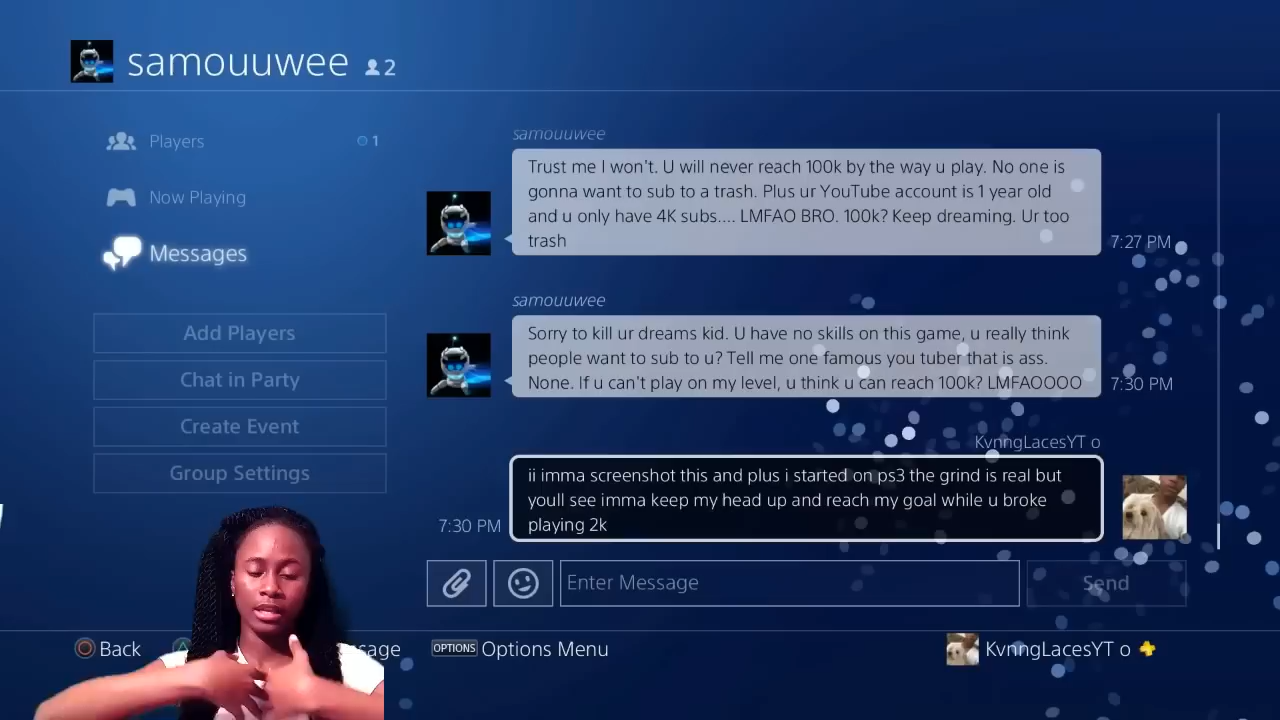 samouuwee 2
Players 1
Now Playing
Messages
Add Players
Chat in Party
Create Event
Group Settings
samouuwee
Trust me I won't. U will never reach 100k by the way u play. No one is
gonna want to sub to a trash. Plus ur YouTube account is 1 year old
and u only have 4K subs.... LMFAO BRO. 100k? Keep dreaming. Ur too
trash
7:27 PM
samouuwee
Sorry to kill ur dreams kid. U have no skills on this game, u really think
people want to sub to u? Tell me one famous you tuber that is ass.
None. If u can't play on my level, u think u can reach 100k? LMFAOOOO
7:30 PM
KvnngLacesYT o
ii imma screenshot this and plus i started on ps3 the grind is real but
youll see imma keep my head up and reach my goal while u broke
playing 2k
7:30 PM
Enter Message
Send
Back
OPTIONS Options Menu
KvnngLacesYT o